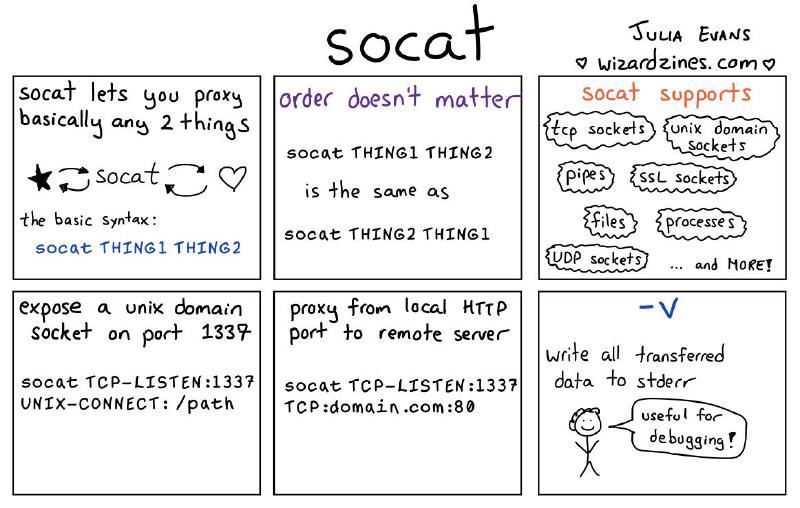 socat
JULIA EVANS
♡ wizardzines.com ♡
socat lets you proxy
basically any 2 things
★ socat ♡
the basic syntax:
socat THING1 THING2
order doesn't matter
socat THING1 THING2
is the same as
socat THING2 THING1
socat supports
tcp sockets
unix domain
sockets
pipes
SSL sockets
files
processes
UDP sockets
... and MORE!
expose a unix domain
socket on port 1337
socat TCP-LISTEN:1337
UNIX-CONNECT: /path
proxy from local HTTP
port to remote server
socat TCP-LISTEN:1337
TCP:domain.com:80
-v
write all transferred
data to stderr
useful for
debugging!